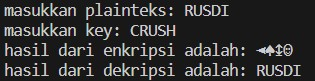 masukkan plainteks: RUSDI
masukkan key: CRUSH
hasil dari enkripsi adalah: ◄♠↨☺
hasil dari dekripsi adalah: RUSDI